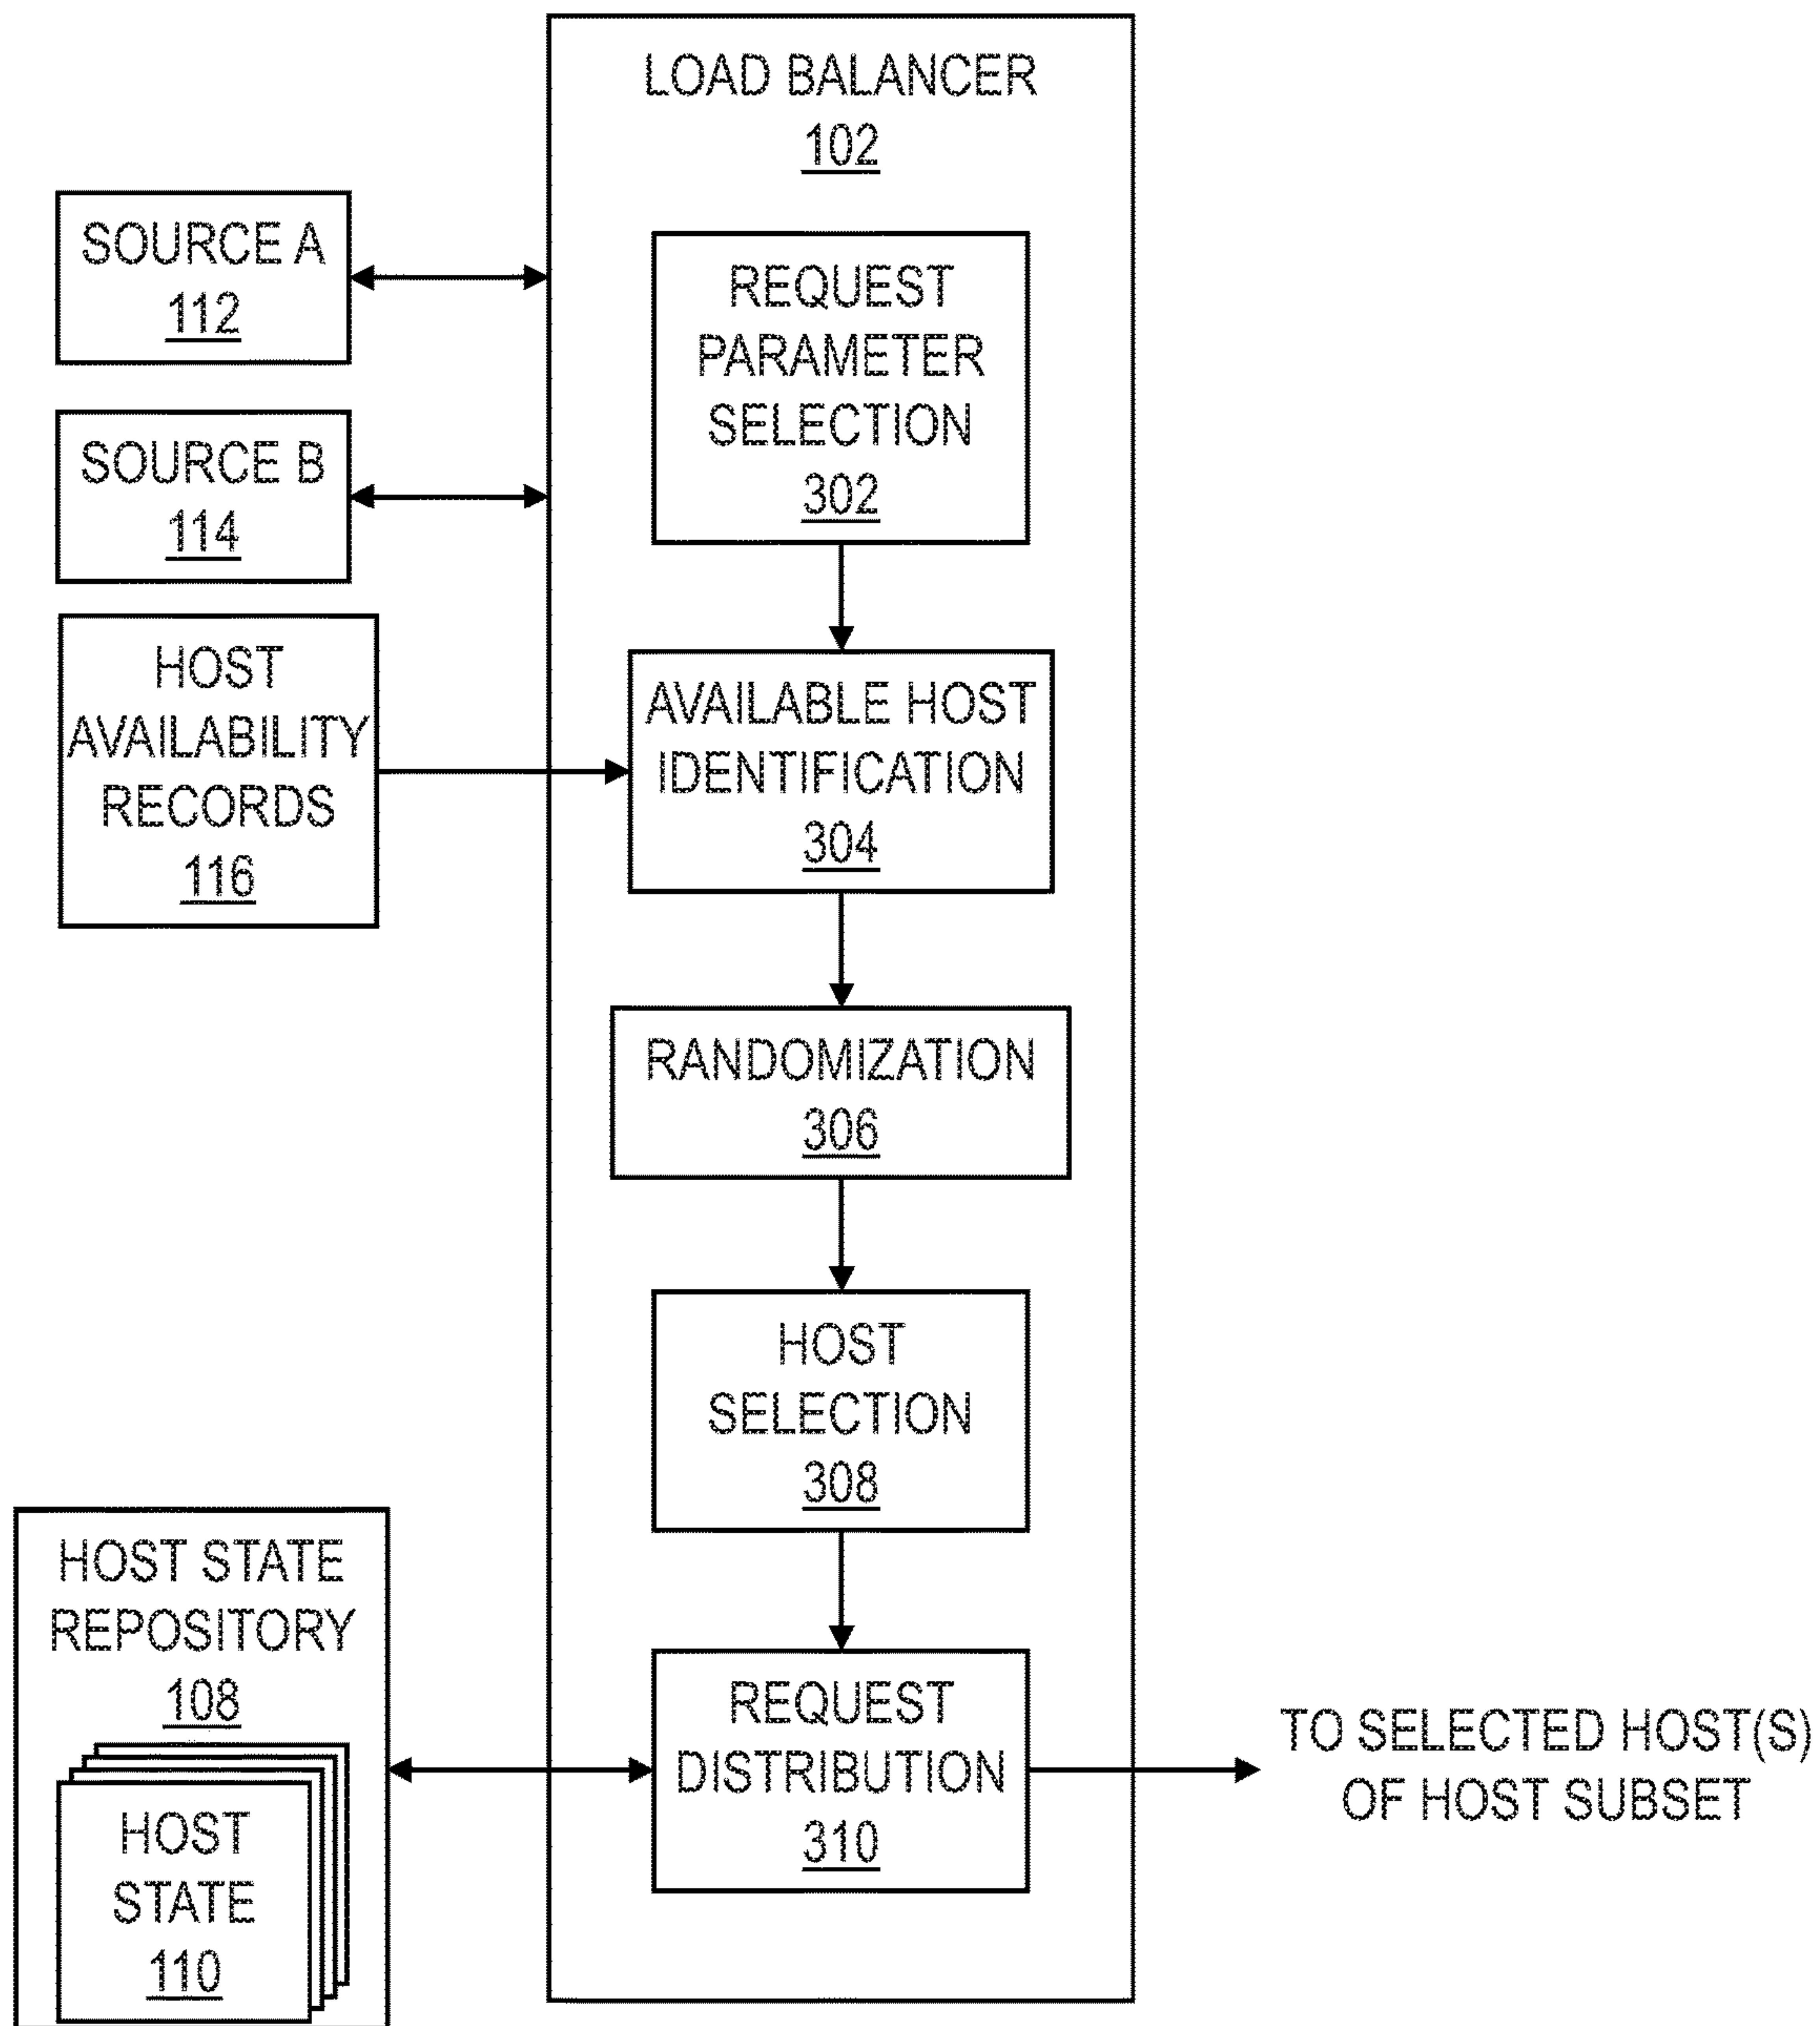 LOAD BALANCER
102
SOURCE A
112
SOURCE B
114
HOST
AVAILABILITY
RECORDS
116
REQUEST
PARAMETER
SELECTION
302
AVAILABLE HOST
IDENTIFICATION
304
RANDOMIZATION
306
HOST
SELECTION
308
HOST STATE
REPOSITORY
108
HOST
STATE
110
REQUEST
DISTRIBUTION
310
TO SELECTED HOST(S)
OF HOST SUBSET